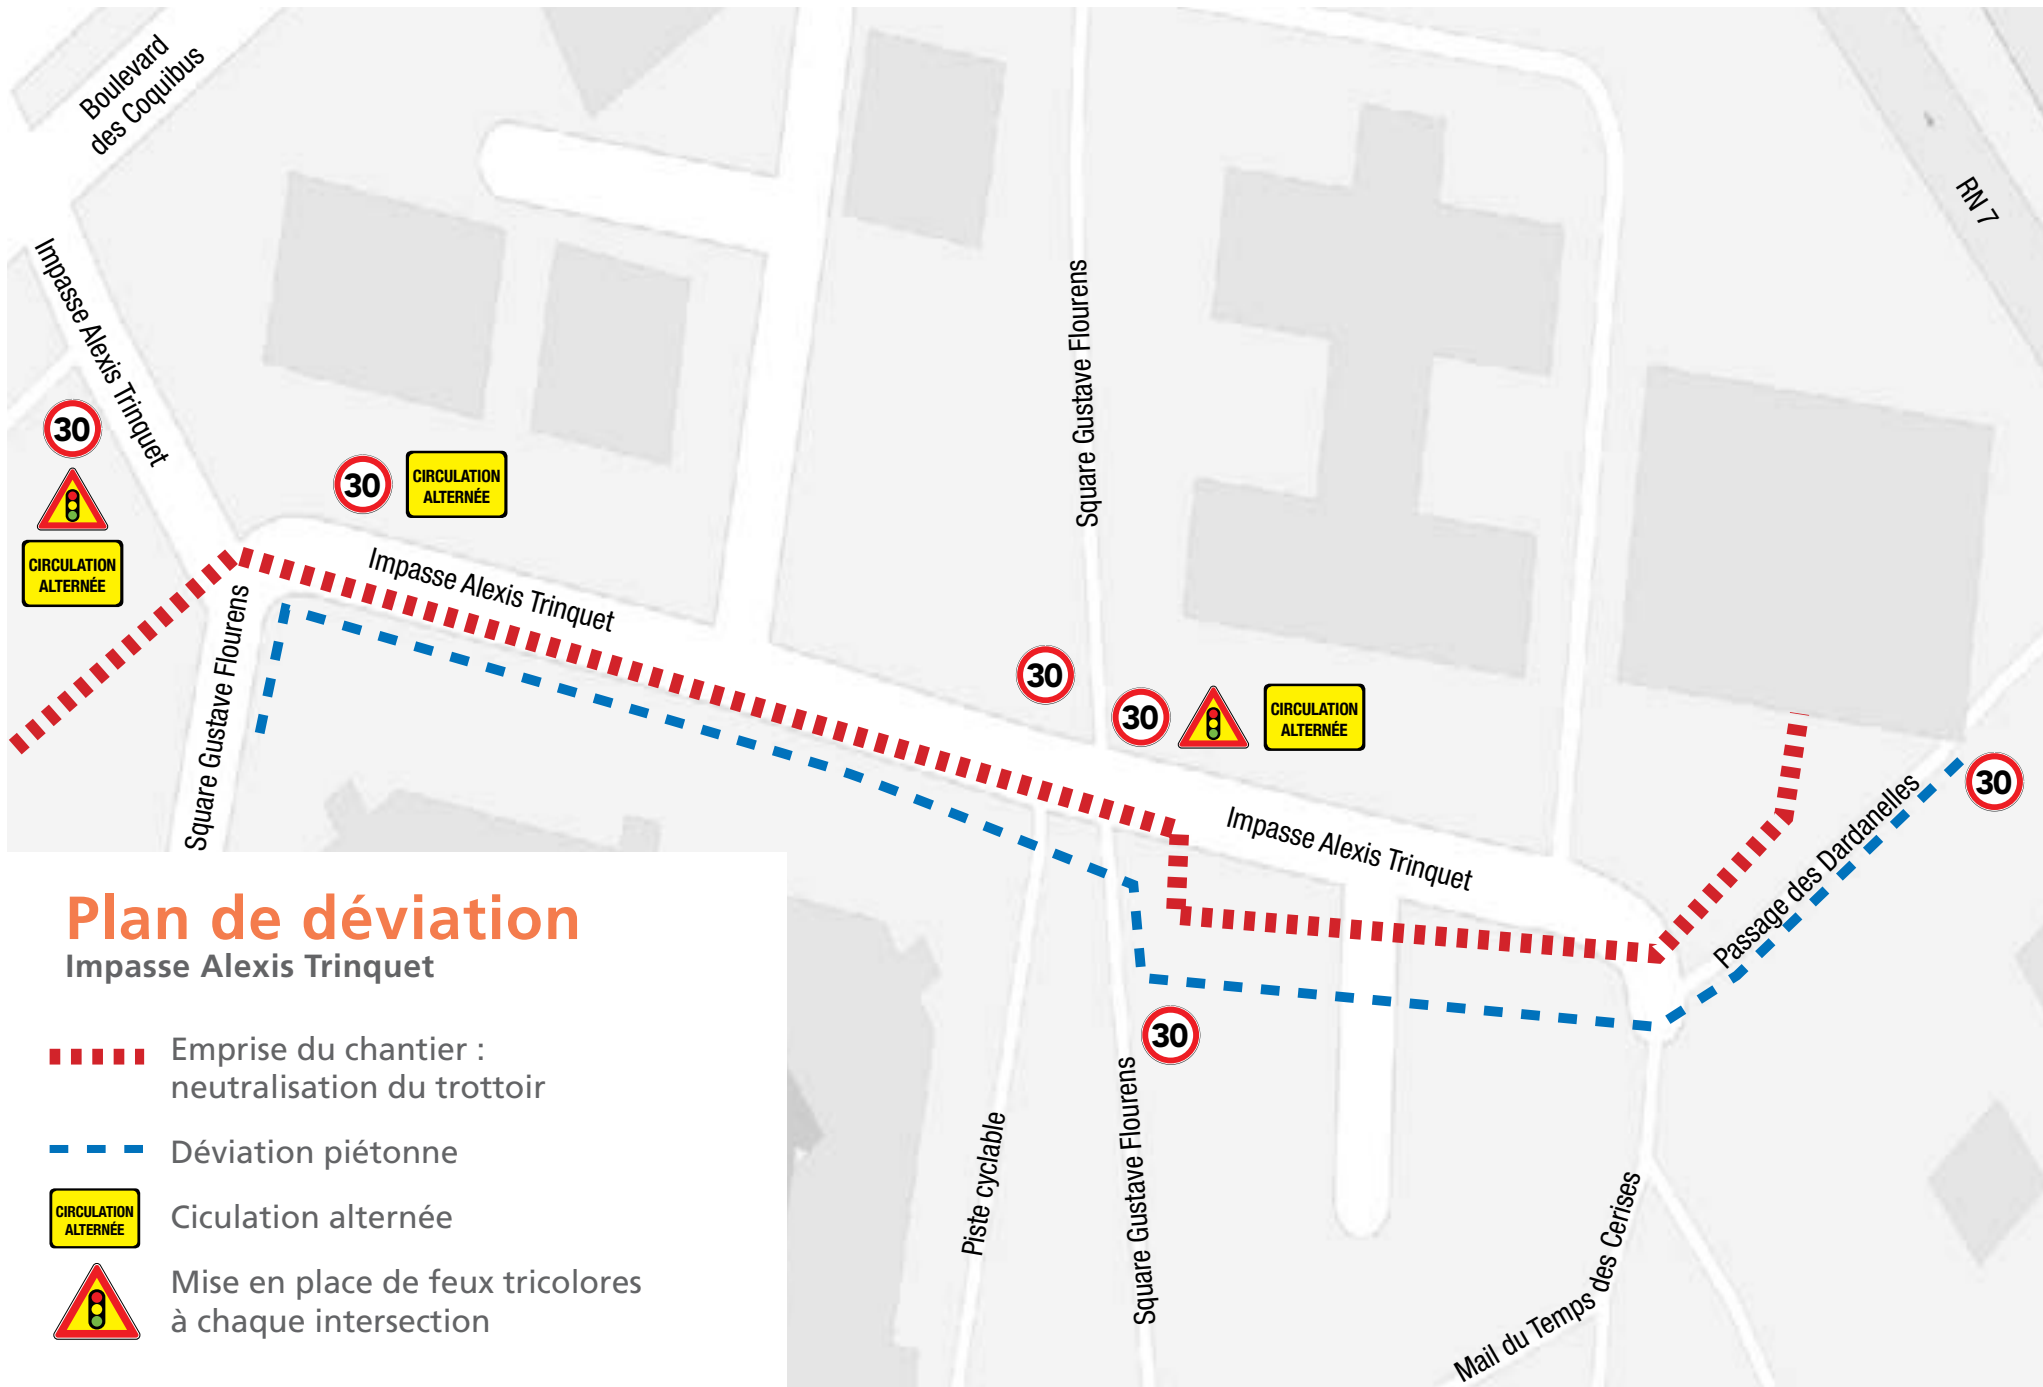 Boulevard
des Coquibus
RN 7
Impasse Alexis Trinquet
Square Gustave Flourens
30
CIRCULATION
ALTERNÉE
30
CIRCULATION
ALTERNÉE
Impasse Alexis Trinquet
Square Gustave Flourens
30
30
CIRCULATION
ALTERNÉE
30
Impasse Alexis Trinquet
Passage des Dardanelles
30
Piste cyclable
Square Gustave Flourens
Mail du Temps des Cerises
Plan de déviation
Impasse Alexis Trinquet
Emprise du chantier :
neutralisation du trottoir
Déviation piétonne
CIRCULATION
ALTERNÉE
Ciculation alternée
Mise en place de feux tricolores
à chaque intersection